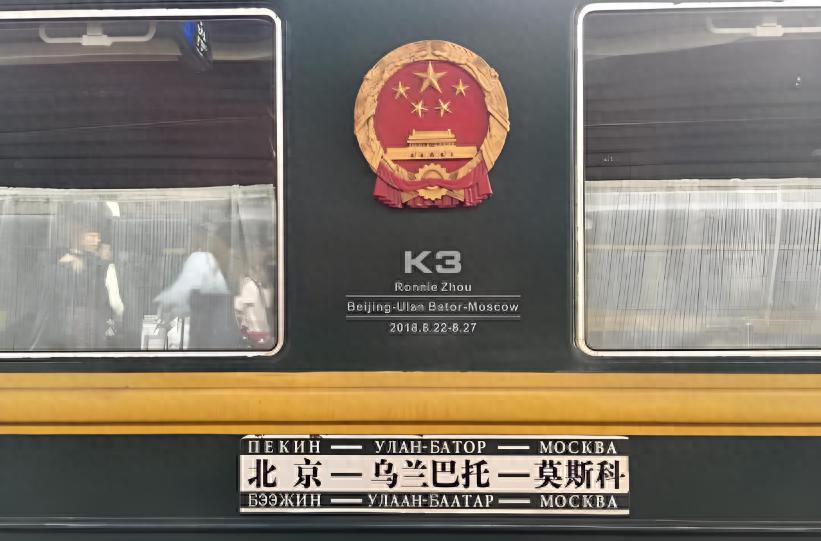 K3
Ronnie Zhou
Beijing-Ulan Bator-Moscow
2018.8.22-8.27
ПЕКИН — УЛАН-БАТОР — МОСКВА
北京—乌兰巴托—莫斯科
БЭЭЖИН — УЛААН-БААТАР — МОСКВА